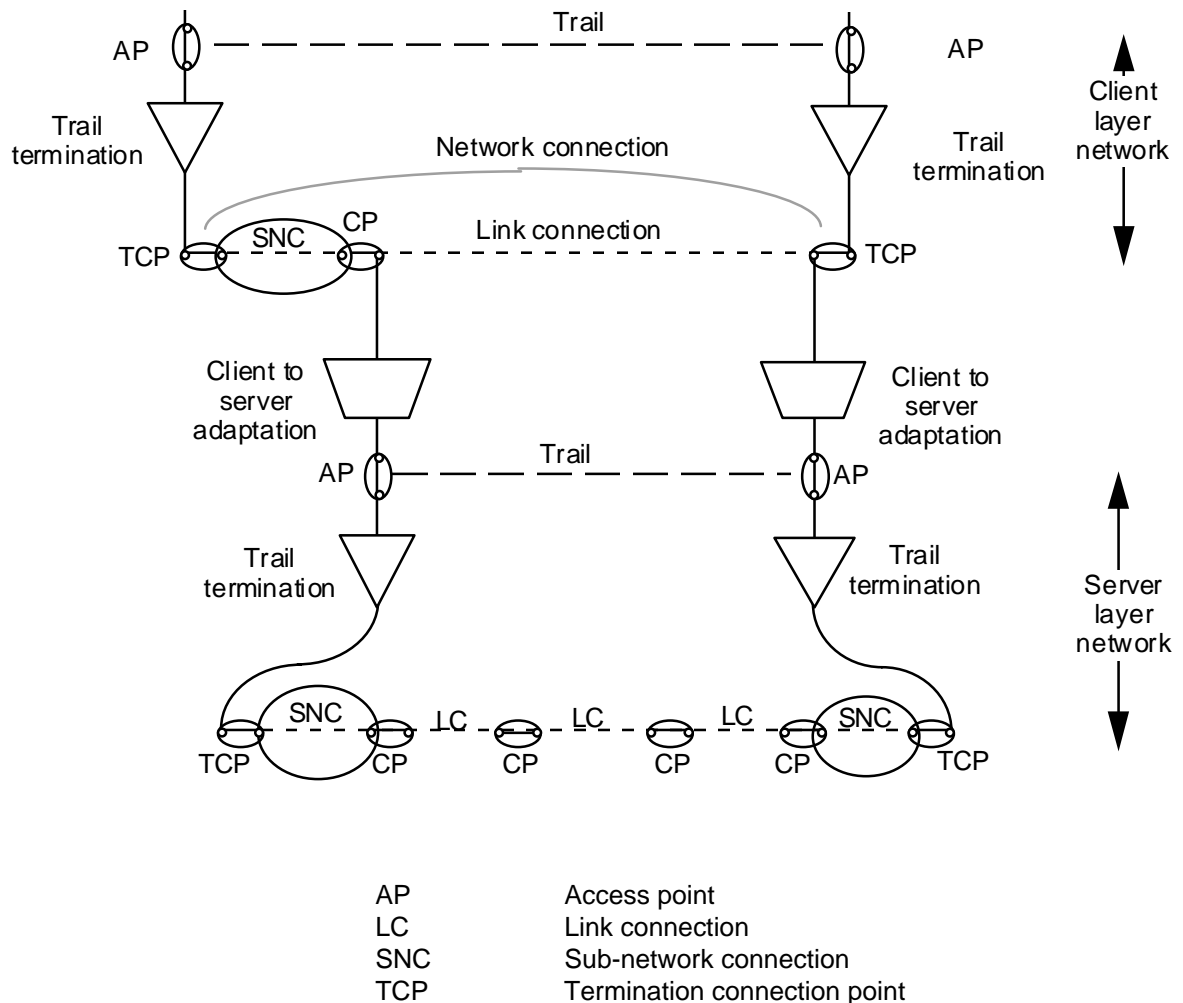 Trail
AP
AP
Client
layer
network
Trail
termination
Trail
termination
Network connection
CP
SNC
Link connection
TCP
TCP
Client to
server
adaptation
Client to
server
adaptation
Trail
AP
AP
Trail
termination
Trail
termination
Server
layer
network
SNC
LC
LC
LC
SNC
TCP
CP
CP
CP
CP
TCP
AP Access point
LC Link connection
SNC Sub-network connection
TCP Termination connection point